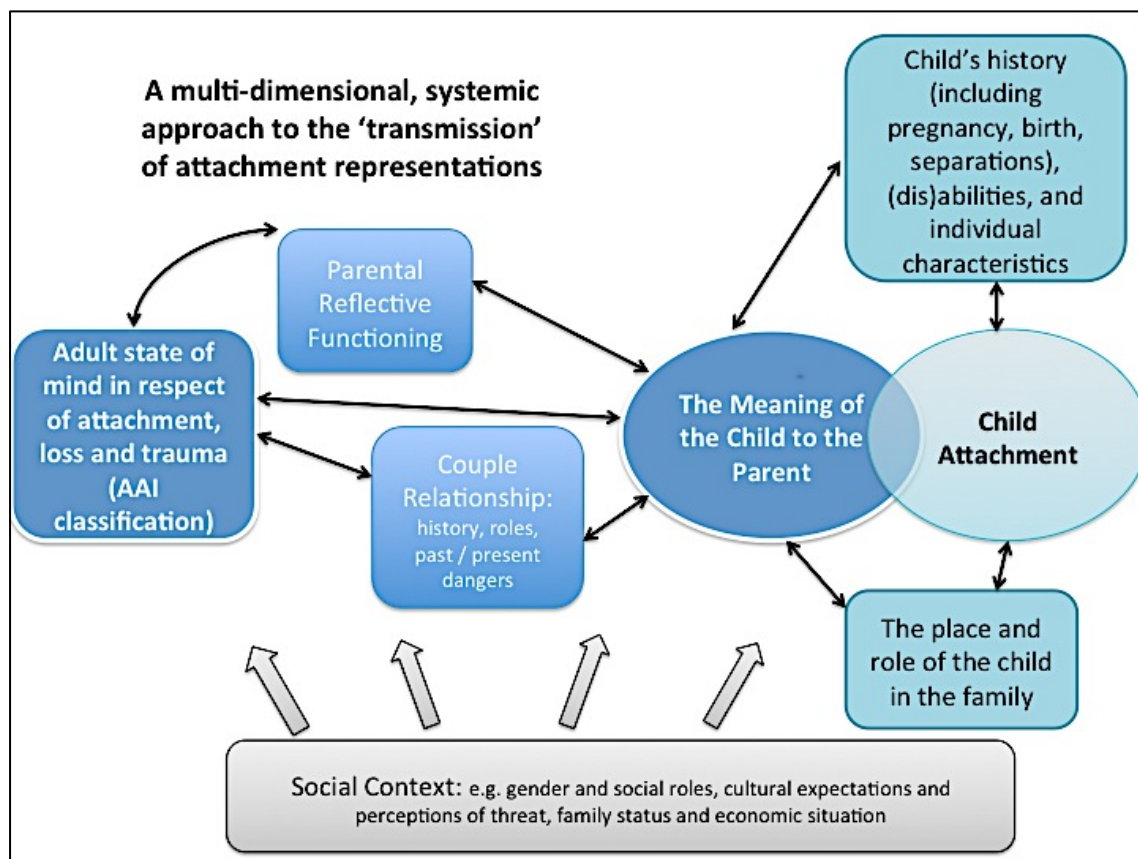 A multi-dimensional, systemic
approach to the ‘transmission’
of attachment representations
Child’s history
(including
pregnancy, birth,
separations),
(dis)abilities, and
individual
characteristics
Parental
Reflective
Functioning
Adult state of
mind in respect
of attachment,
loss and trauma
(AAI
classification)
The Meaning of
the Child to the
Parent
Child
Attachment
Couple
Relationship:
history, roles,
past / present
dangers
The place and
role of the child
in the family
Social Context: e.g. gender and social roles, cultural expectations and
perceptions of threat, family status and economic situation